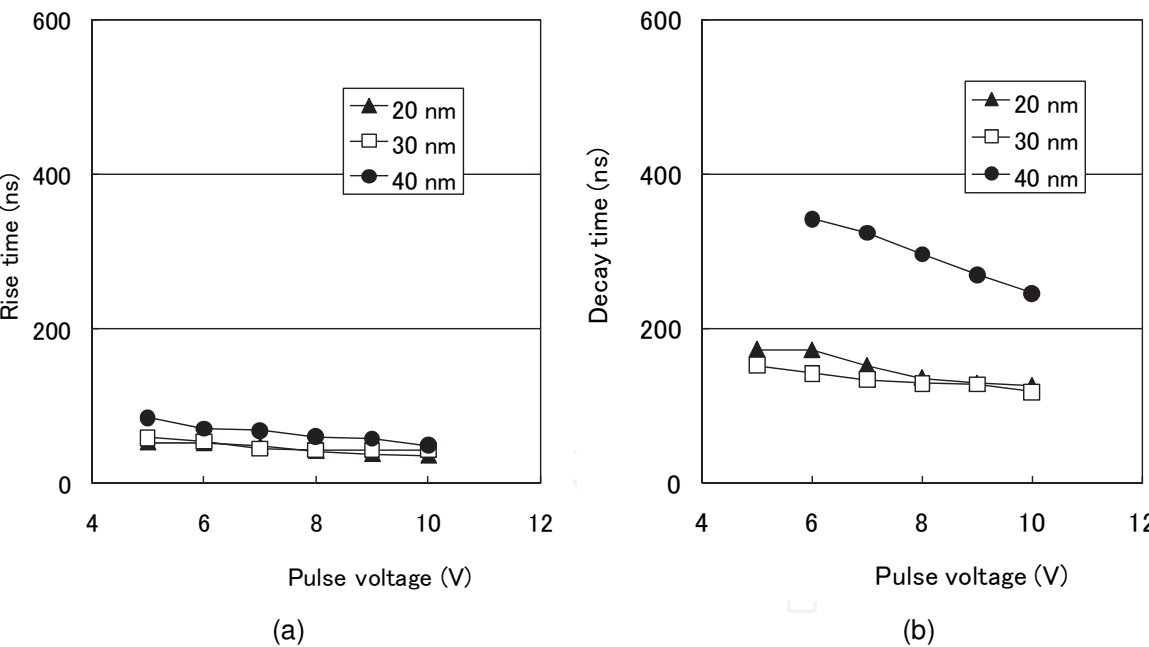 600
400
200
0
4 6 8 10 12
Rise time (ns)
Pulse voltage (V)
20 nm
30 nm
40 nm
(a)
600
400
200
0
4 6 8 10 12
Decay time (ns)
Pulse voltage (V)
20 nm
30 nm
40 nm
(b)